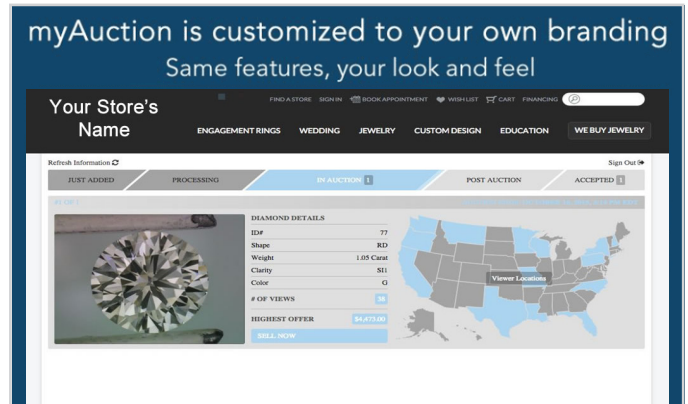 myAuction is customized to your own branding
Same features, your look and feel
Your Store's
Name
FIND A STORE SIGN IN BOOK APPOINTMENT WISH LIST CART FINANCING
ENGAGEMENT RINGS WEDDING JEWELRY CUSTOM DESIGN EDUCATION WE BUY JEWELRY
Refresh Information Sign Out
JUST ADDED PROCESSING IN AUCTION 1 POST AUCTION ACCEPTED 1
DIAMOND DETAILS
ID# 77
Shape RD
Weight 1.05 Carat
Clarity SI1
Color G
# OF VIEWS 38
HIGHEST OFFER $4,473.00
SELL NOW
Viewer Locations